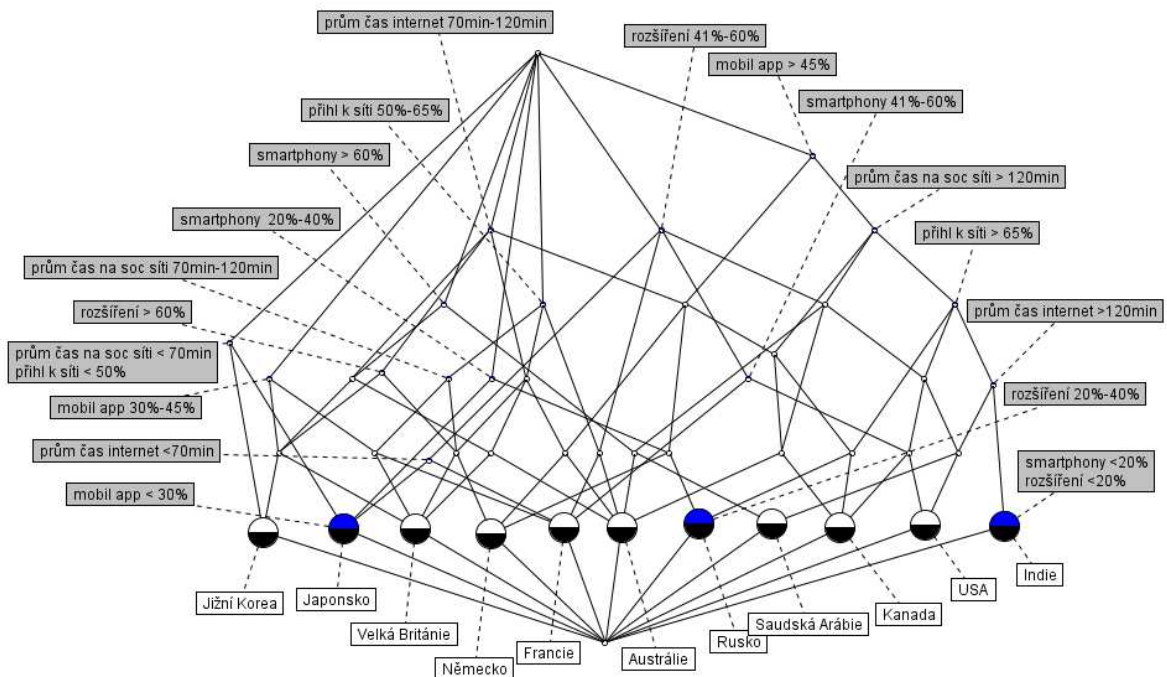 prům čas internet 70min-120min
rozšíření 41%-60%
mobil app > 45%
smartphony 41%-60%
přihl k síti 50%-65%
smartphony > 60%
prům čas na soc síti > 120min
smartphony 20%-40%
přihl k síti > 65%
prům čas na soc síti 70min-120min
rozšíření > 60%
prům čas internet >120min
prům čas na soc síti < 70min
přihl k síti < 50%
mobil app 30%-45%
rozšíření 20%-40%
prům čas internet <70min
smartphony <20%
rozšíření <20%
mobil app < 30%
Jižní Korea
Japonsko
Velká Británie
Německo
Francie
Austrálie
Rusko
Saudská Arábie
Kanada
USA
Indie